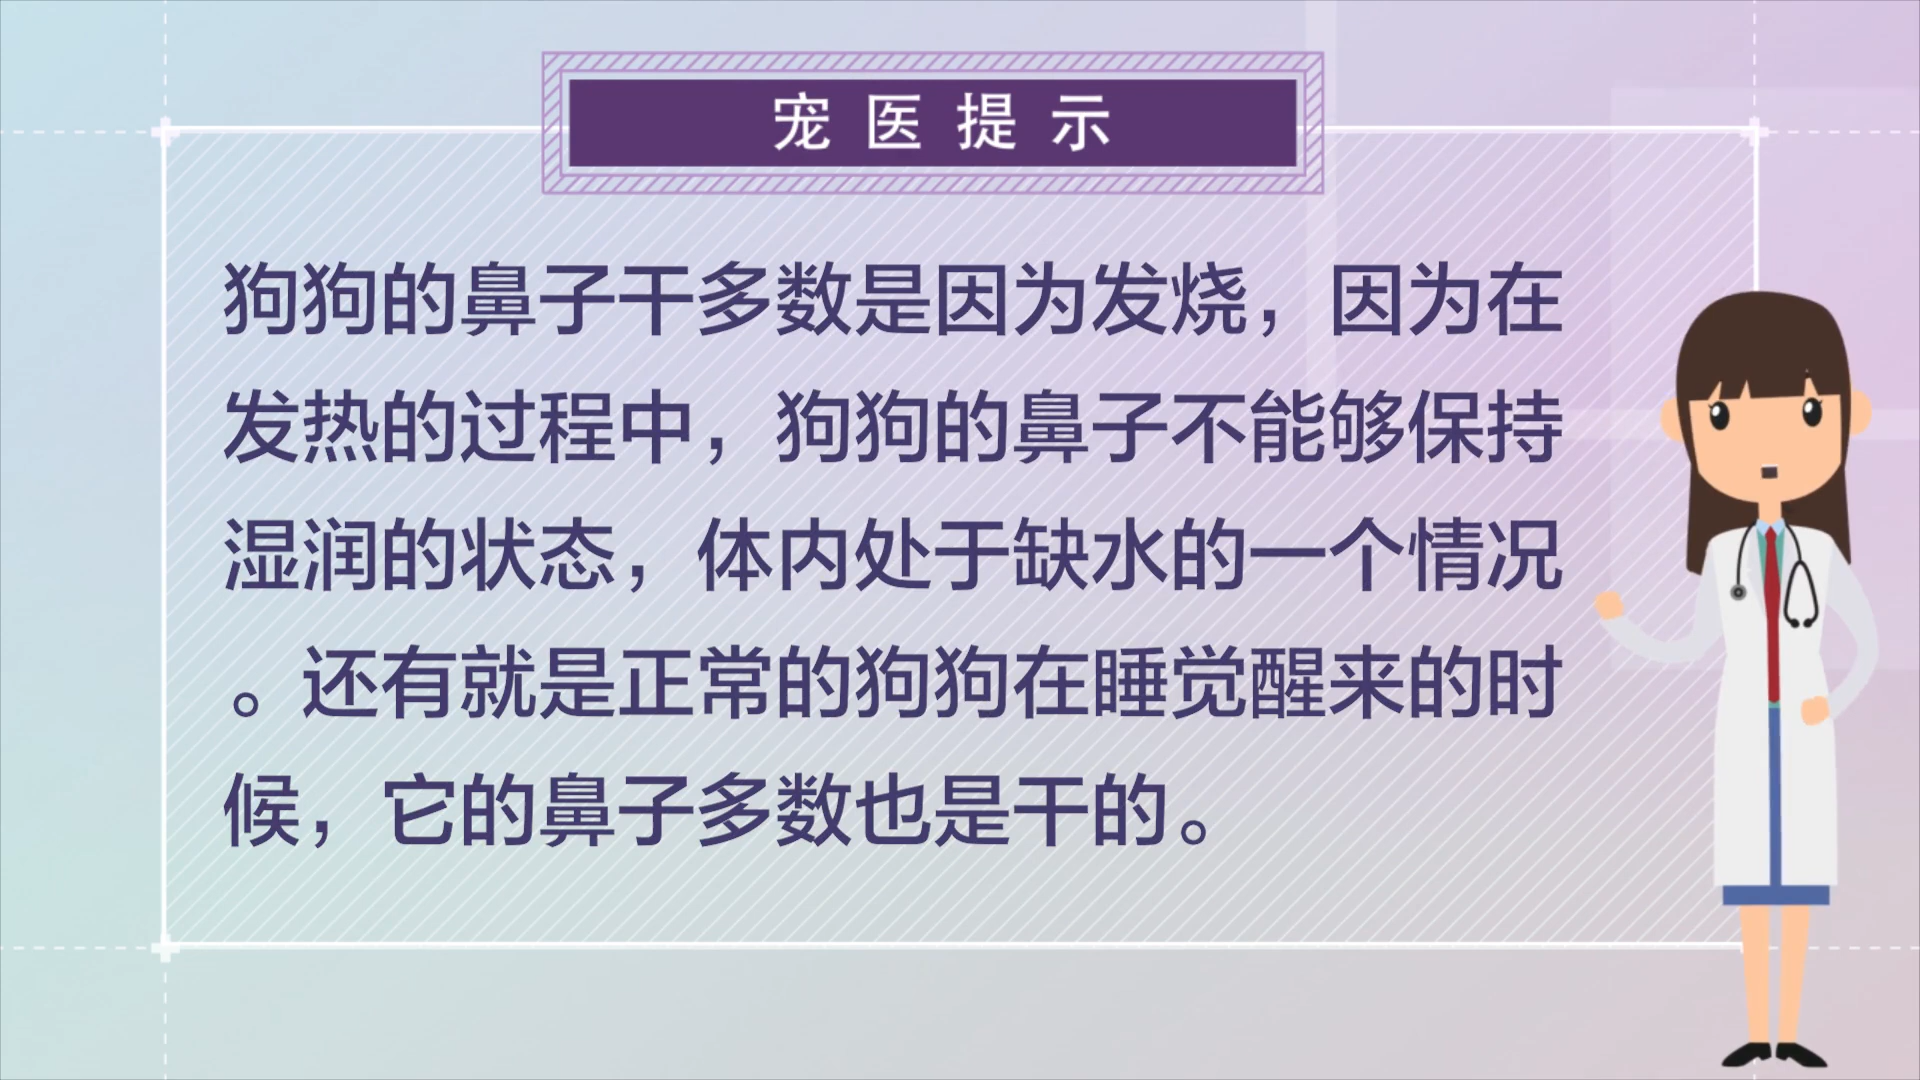 宠医提示
狗狗的鼻子干多数是因为发烧，因为在
发热的过程中，狗狗的鼻子不能够保持
湿润的状态，体内处于缺水的一个情况
。还有就是正常的狗狗在睡觉醒来的时
候，它的鼻子多数也是干的。